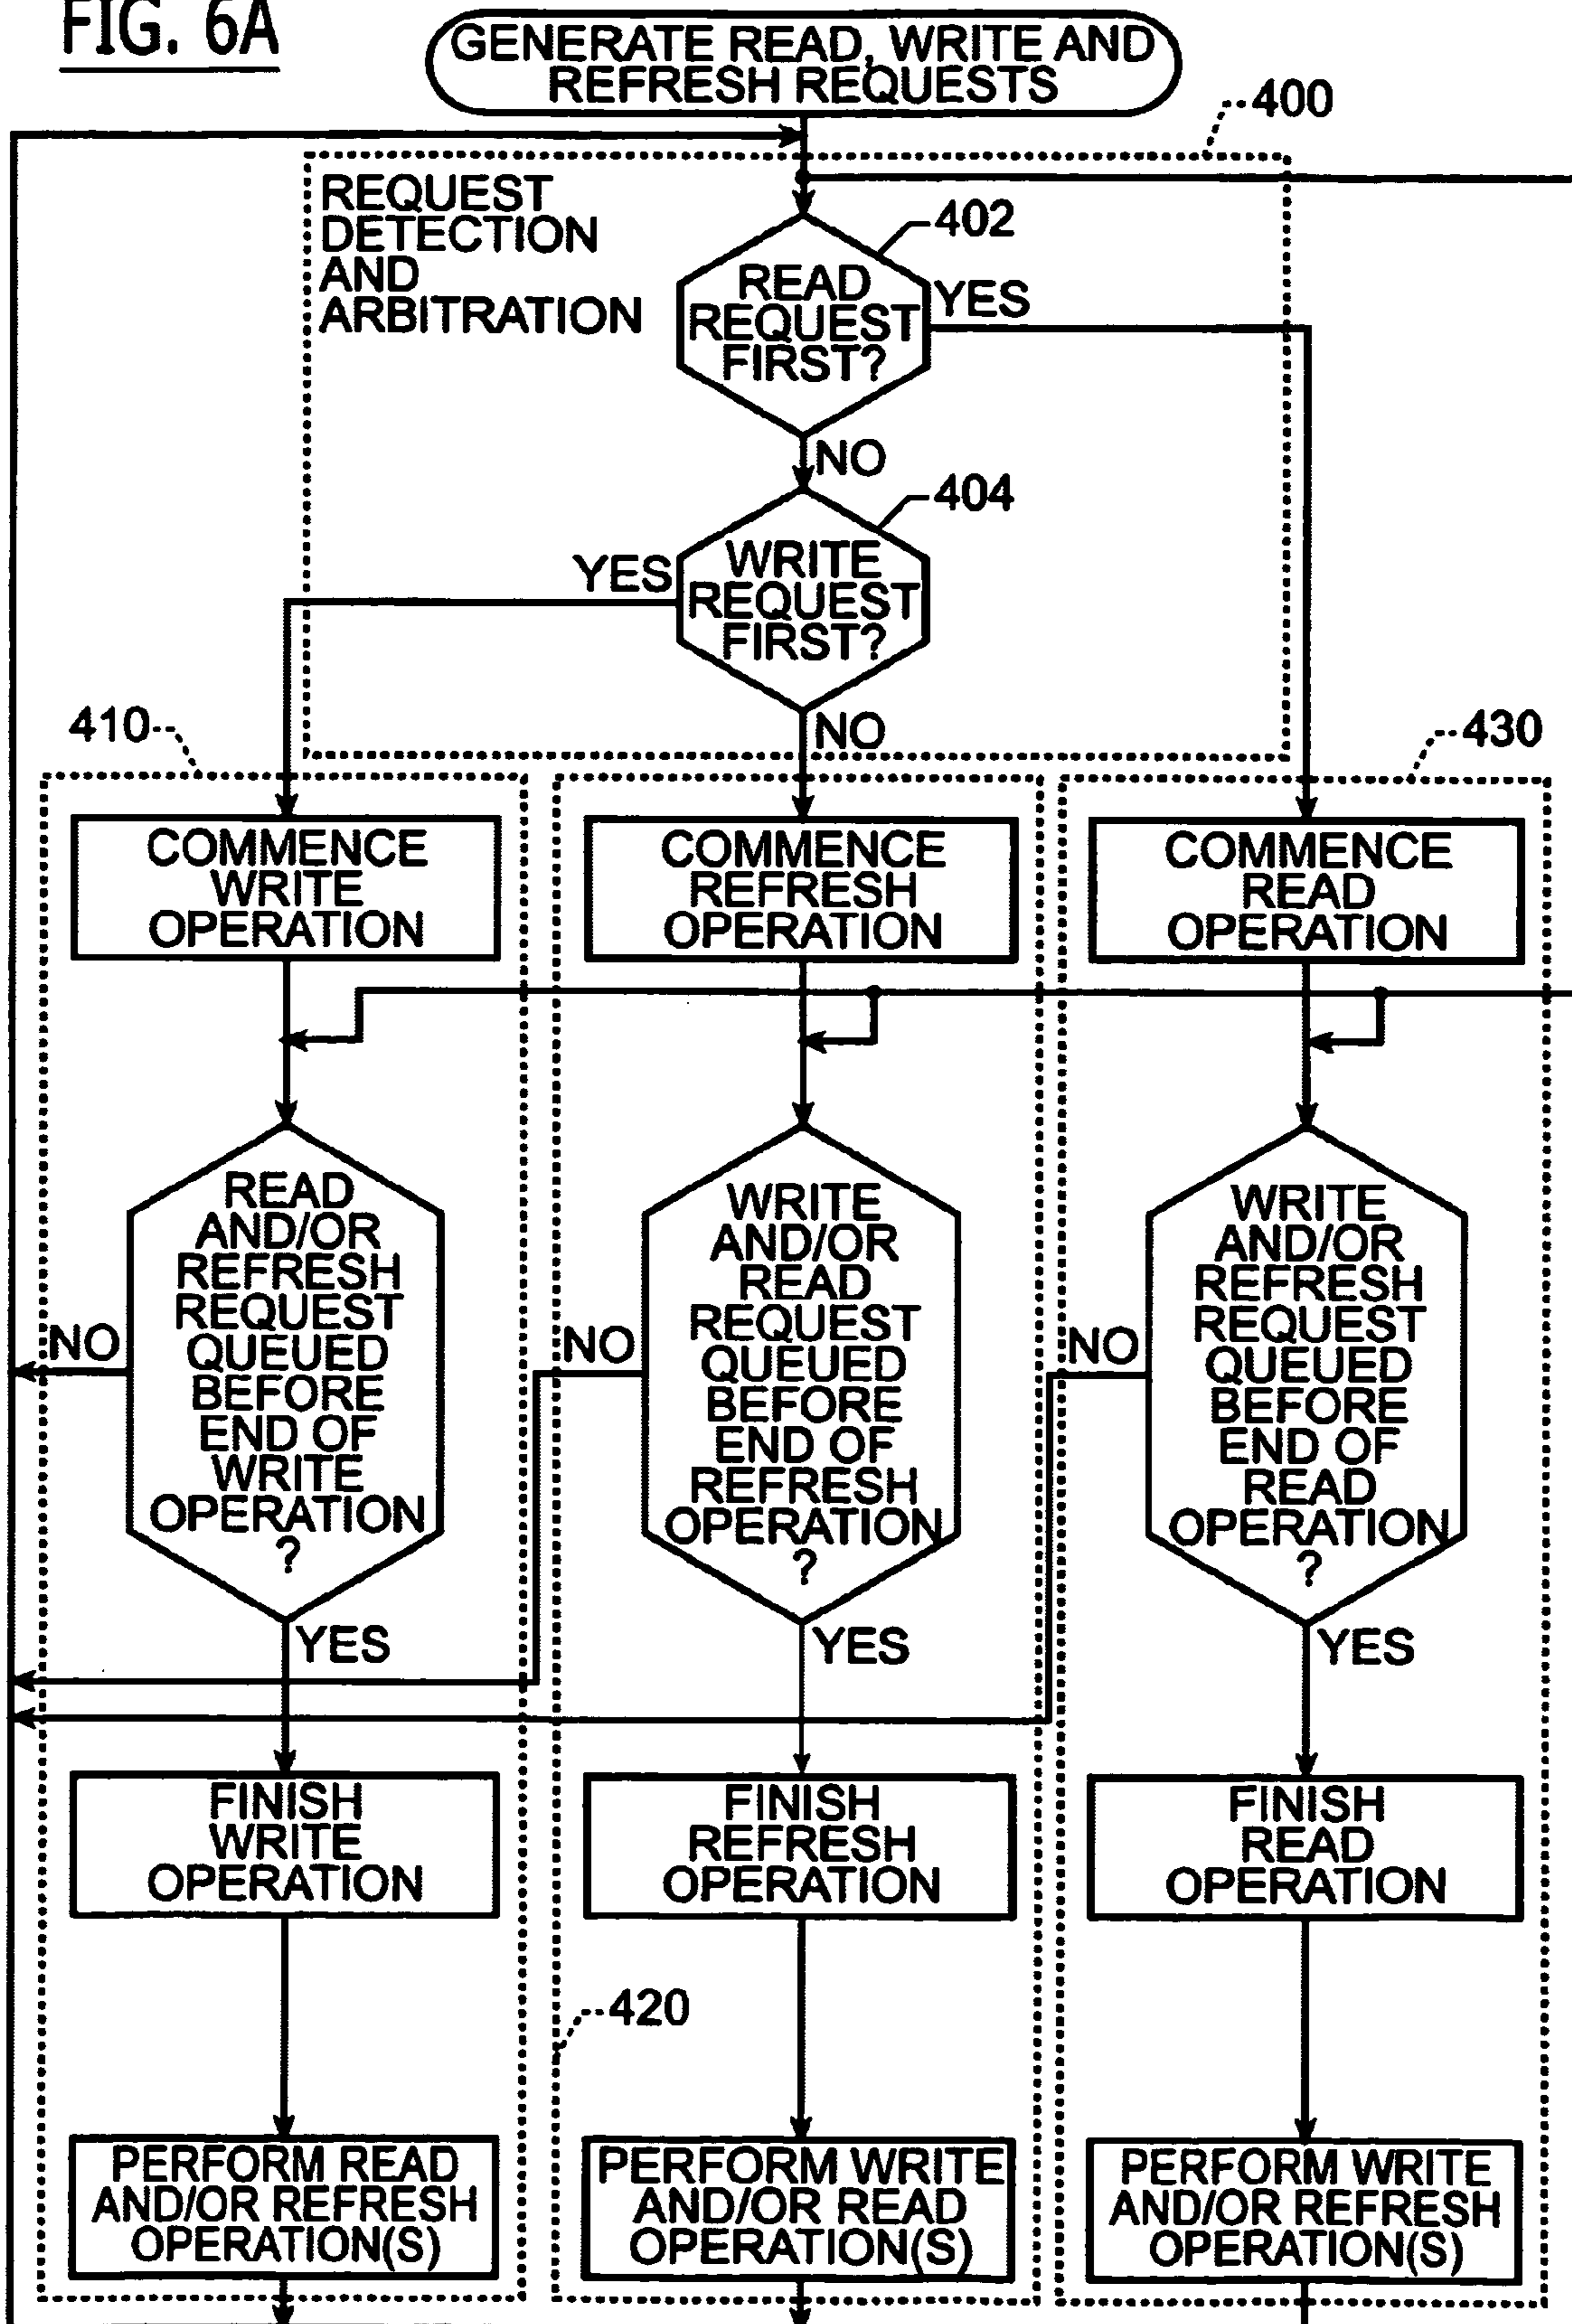 FIG. 6A
GENERATE READ, WRITE AND
REFRESH REQUESTS
400
REQUEST
DETECTION
AND
ARBITRATION
402
READ
REQUEST
FIRST?
YES
NO
404
WRITE
REQUEST
FIRST?
YES
NO
410
430
COMMENCE
WRITE
OPERATION
COMMENCE
REFRESH
OPERATION
COMMENCE
READ
OPERATION
READ
AND/OR
REFRESH
REQUEST
QUEUED
BEFORE
END OF
WRITE
OPERATION
?
NO
YES
WRITE
AND/OR
READ
REQUEST
QUEUED
BEFORE
END OF
REFRESH
OPERATION
?
NO
YES
WRITE
AND/OR
REFRESH
REQUEST
QUEUED
BEFORE
END OF
READ
OPERATION
?
NO
YES
FINISH
WRITE
OPERATION
FINISH
REFRESH
OPERATION
FINISH
READ
OPERATION
420
PERFORM READ
AND/OR REFRESH
OPERATION(S)
PERFORM WRITE
AND/OR READ
OPERATION(S)
PERFORM WRITE
AND/OR REFRESH
OPERATION(S)